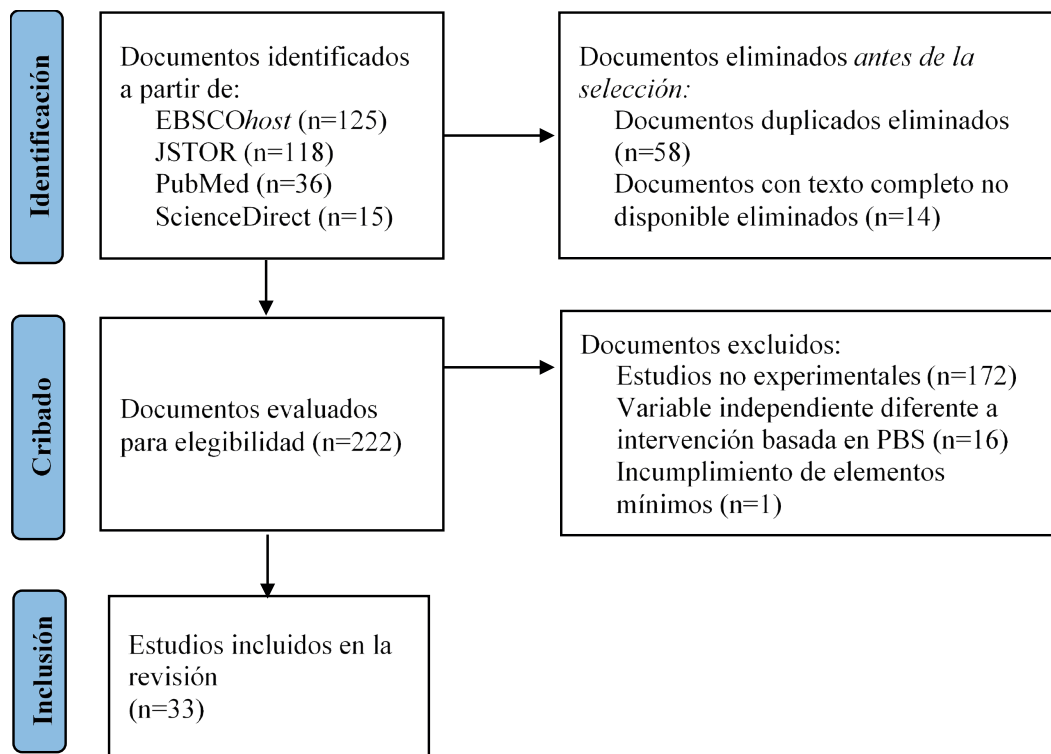 Identificación
Documentos identificados
a partir de:
EBSCOhost (n=125)
JSTOR (n=118)
PubMed (n=36)
ScienceDirect (n=15)
Documentos eliminados antes de la
selección:
Documentos duplicados eliminados
(n=58)
Documentos con texto completo no
disponible eliminados (n=14)
Cribado
Documentos evaluados
para elegibilidad (n=222)
Documentos excluidos:
Estudios no experimentales (n=172)
Variable independiente diferente a
intervención basada en PBS (n=16)
Incumplimiento de elementos
mínimos (n=1)
Inclusión
Estudios incluidos en la
revisión
(n=33)